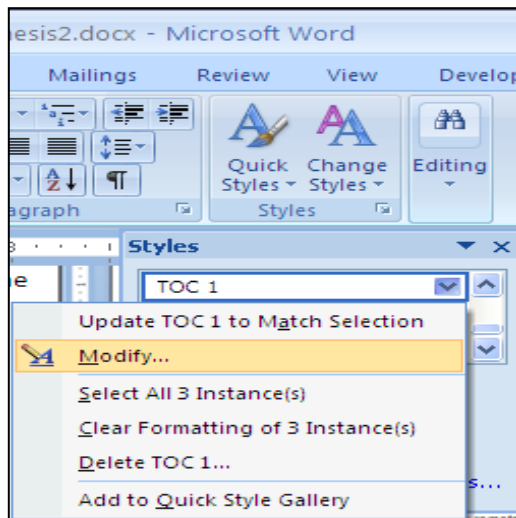 esis2.docx - Microsoft Word
Mailings Review View Develop
Quick Styles Change Styles Editing
agraph Styles
Styles
TOC 1
Update TOC 1 to Match Selection
Modify...
Select All 3 Instance(s)
Clear Formatting of 3 Instance(s)
Delete TOC 1...
s...
Add to Quick Style Gallery